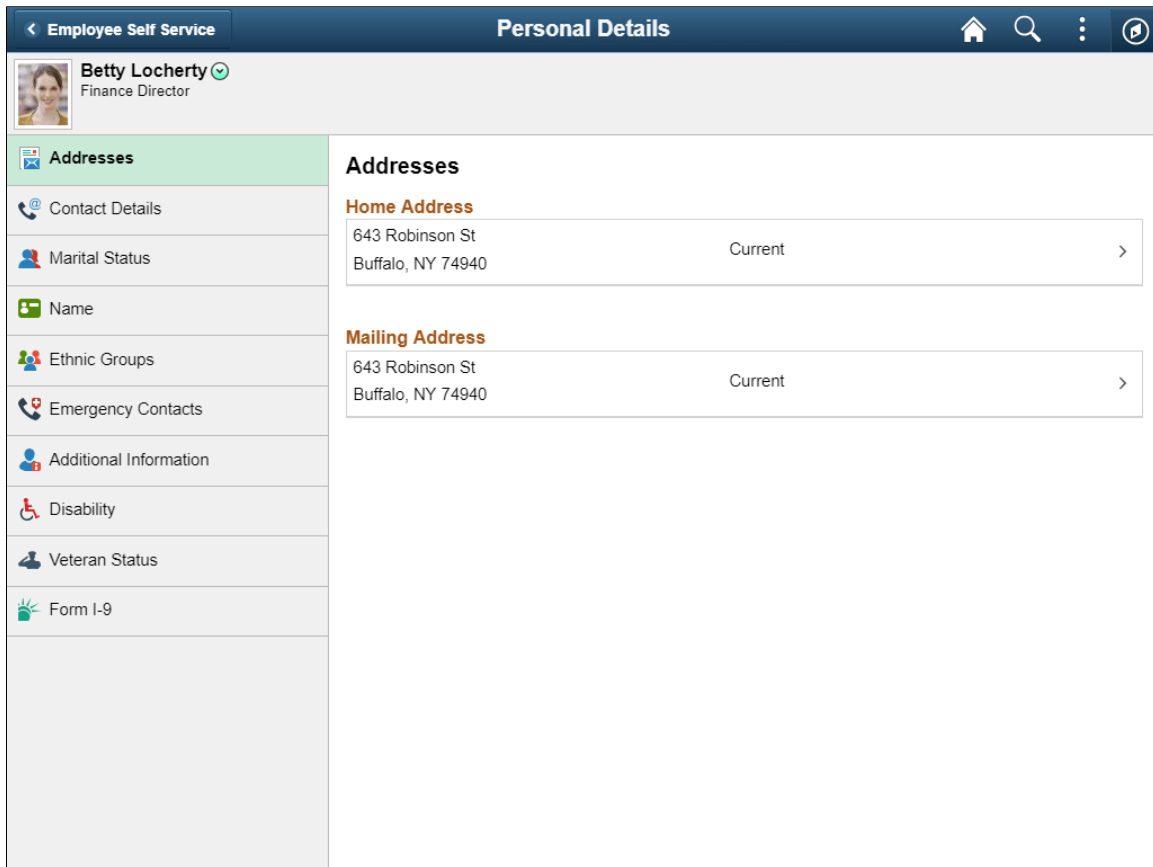 Employee Self Service
Personal Details
Betty Locherty
Finance Director
Addresses
Contact Details
Marital Status
Name
Ethnic Groups
Emergency Contacts
Additional Information
Disability
Veteran Status
Form I-9
Addresses
Home Address
643 Robinson St
Buffalo, NY 74940
Current
Mailing Address
643 Robinson St
Buffalo, NY 74940
Current